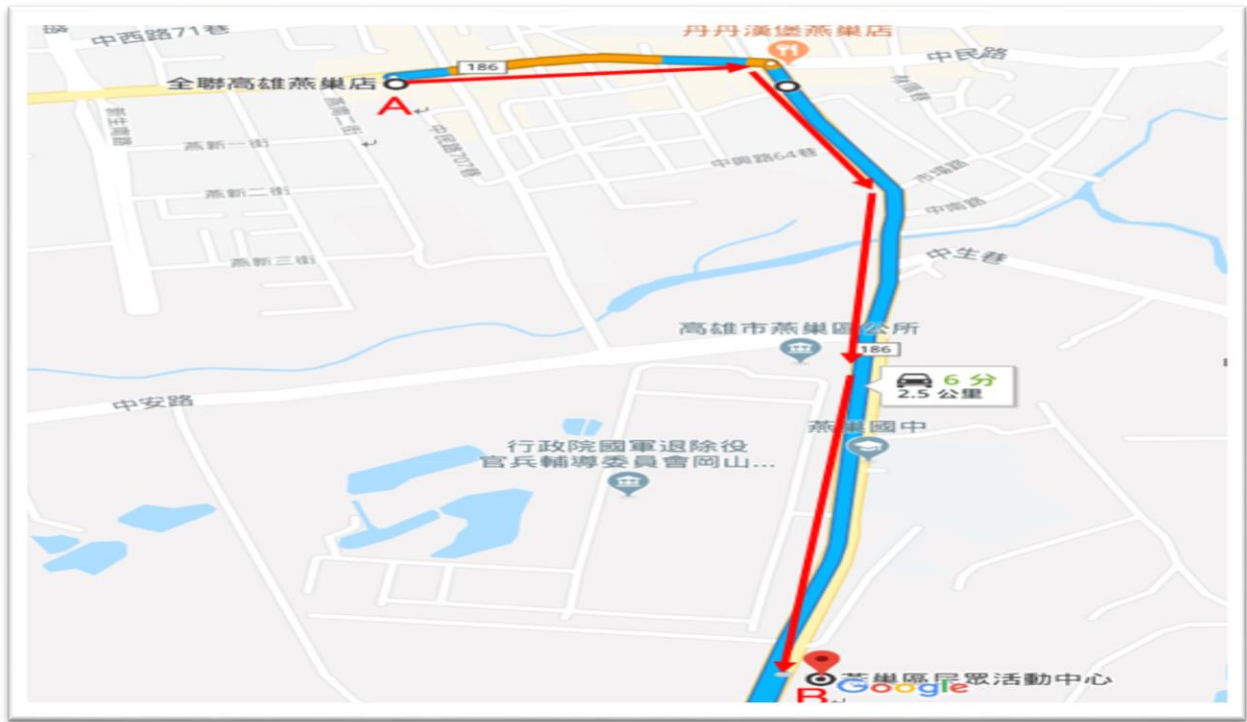 中西路71巷
丹丹漢堡燕巢店
中民路
186
全聯高雄燕巢店
A
中民路707巷
燕新一街
中興路64巷
市場路
燕新二街
中南路
燕新三街
中生巷
高雄市燕巢區公所
186
6 分
2.5 公里
中安路
燕巢國中
行政院國軍退除役
官兵輔導委員會岡山...
燕巢區民眾活動中心
Google
B